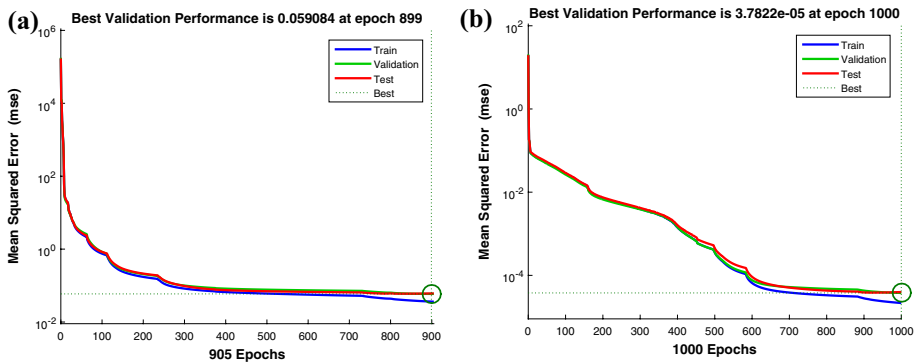 (a)
Best Validation Performance is 0.059084 at epoch 899
Mean Squared Error (mse)
10^6
10^4
10^2
10^0
10^-2
Train
Validation
Test
Best
0 100 200 300 400 500 600 700 800 900
905 Epochs
(b)
Best Validation Performance is 3.7822e-05 at epoch 1000
Mean Squared Error (mse)
10^2
10^0
10^-2
10^-4
Train
Validation
Test
Best
0 100 200 300 400 500 600 700 800 900 1000
1000 Epochs